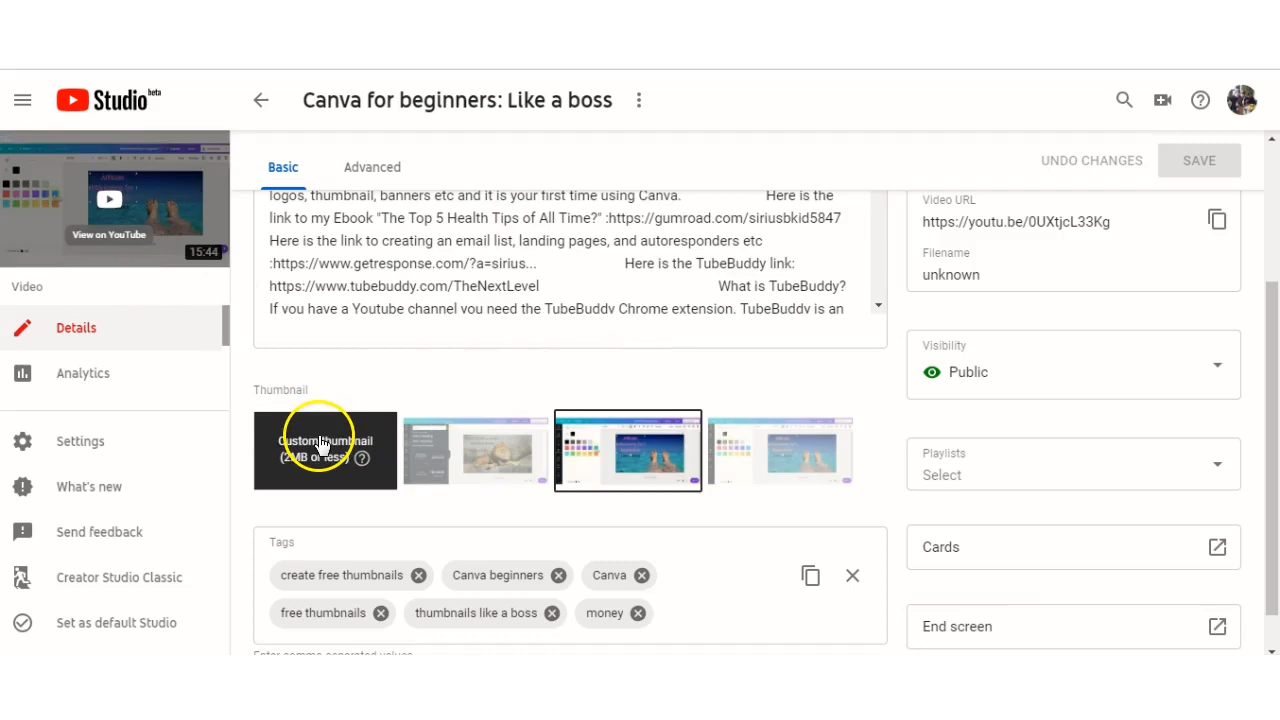 Studio beta
Canva for beginners: Like a boss
View on YouTube
15:44
Video
Details
Analytics
Settings
What's new
Send feedback
Creator Studio Classic
Set as default Studio
Basic
Advanced
UNDO CHANGES
SAVE
logos, thumbnail, banners etc and it is your first time using Canva. Here is the
link to my Ebook "The Top 5 Health Tips of All Time?" :https://gumroad.com/siriusbkid5847
Here is the link to creating an email list, landing pages, and autoresponders etc
:https://www.getresponse.com/?a=sirius... Here is the TubeBuddy link:
https://www.tubebuddy.com/TheNextLevel What is TubeBuddy?
If you have a Youtube channel you need the TubeBuddy Chrome extension. TubeBuddy is an
Thumbnail
Custom thumbnail
(2MB or less)
Tags
create free thumbnails
Canva beginners
Canva
free thumbnails
thumbnails like a boss
money
Enter comma-separated values
Video URL
https://youtu.be/0UXtjcL33Kg
Filename
unknown
Visibility
Public
Playlists
Select
Cards
End screen